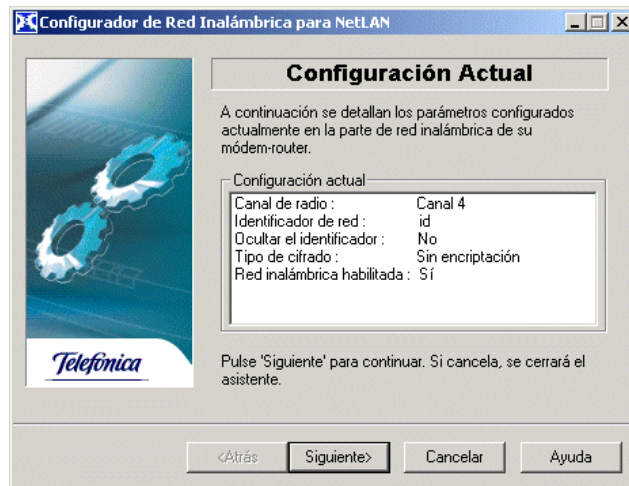 Configurador de Red Inalámbrica para NetLAN
Configuración Actual
A continuación se detallan los parámetros configurados
actualmente en la parte de red inalámbrica de su
módem-router.
Configuración actual
Canal de radio : Canal 4
Identificador de red : id
Ocultar el identificador : No
Tipo de cifrado : Sin encriptación
Red inalámbrica habilitada : Sí
Telefónica
Pulse 'Siguiente' para continuar. Si cancela, se cerrará el
asistente.
<Atrás Siguiente> Cancelar Ayuda